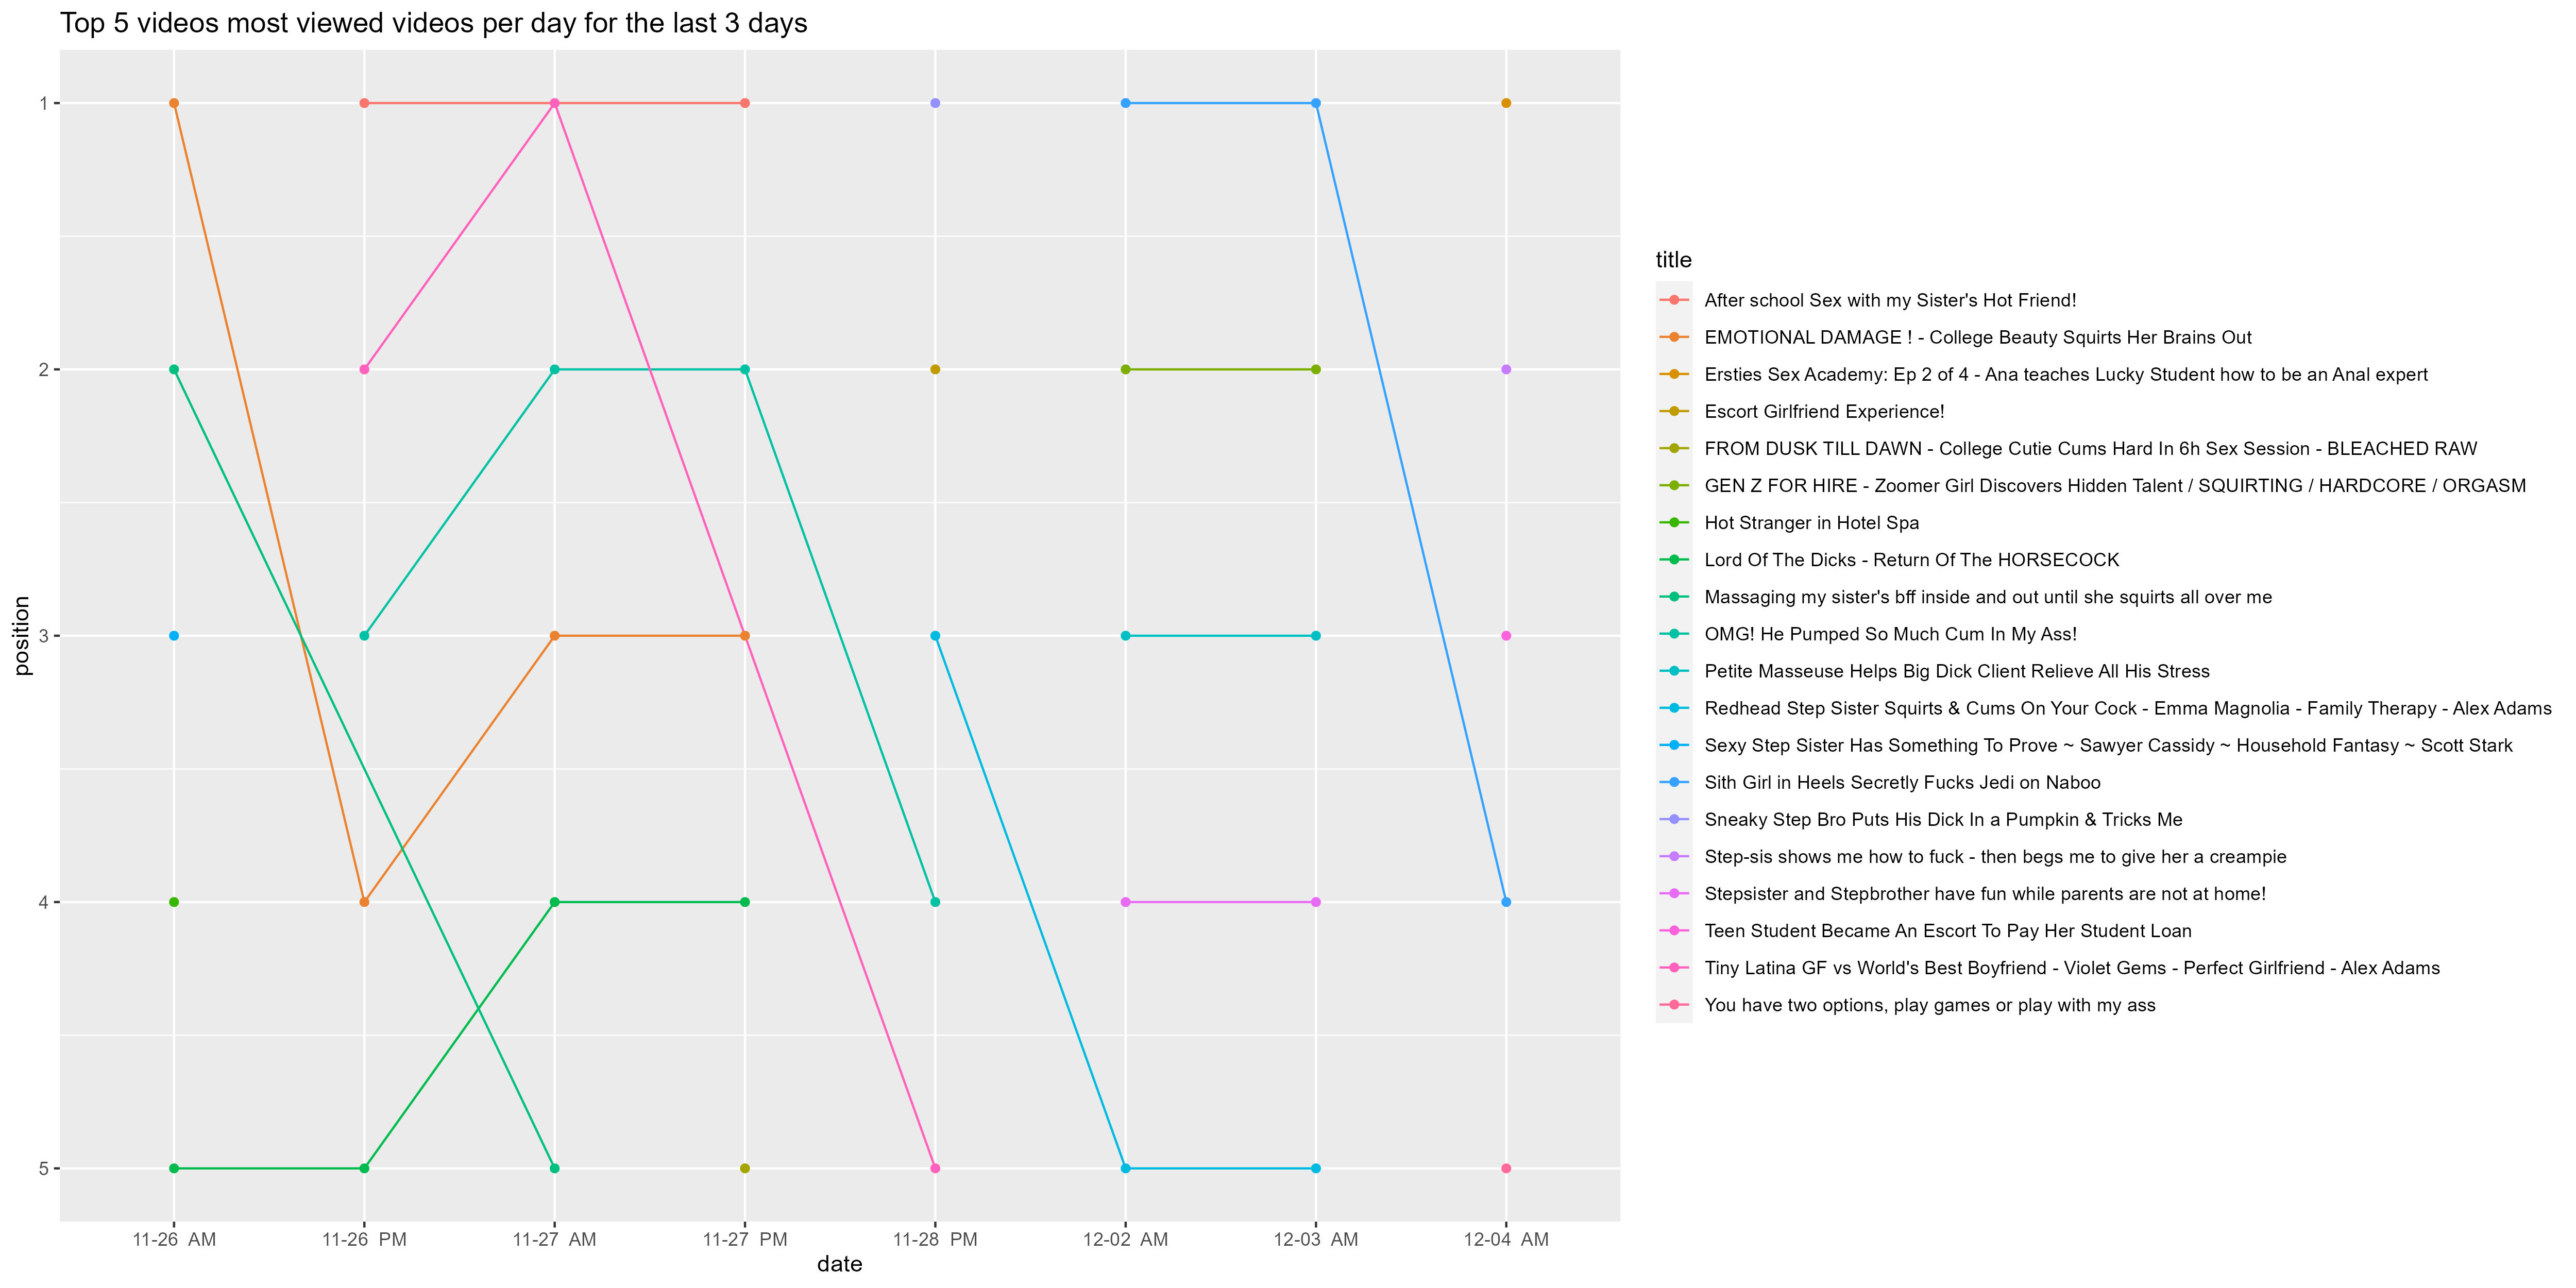 Top 5 videos most viewed videos per day for the last 3 days
position
1
2
3
4
5
11-26 AM
11-26 PM
11-27 AM
11-27 PM
11-28 PM
12-02 AM
12-03 AM
12-04 AM
date
title
After school Sex with my Sister's Hot Friend!
EMOTIONAL DAMAGE ! - College Beauty Squirts Her Brains Out
Ersties Sex Academy: Ep 2 of 4 - Ana teaches Lucky Student how to be an Anal expert
Escort Girlfriend Experience!
FROM DUSK TILL DAWN - College Cutie Cums Hard In 6h Sex Session - BLEACHED RAW
GEN Z FOR HIRE - Zoomer Girl Discovers Hidden Talent / SQUIRTING / HARDCORE / ORGASM
Hot Stranger in Hotel Spa
Lord Of The Dicks - Return Of The HORSECOCK
Massaging my sister's bff inside and out until she squirts all over me
OMG! He Pumped So Much Cum In My Ass!
Petite Masseuse Helps Big Dick Client Relieve All His Stress
Redhead Step Sister Squirts & Cums On Your Cock - Emma Magnolia - Family Therapy - Alex Adams
Sexy Step Sister Has Something To Prove ~ Sawyer Cassidy ~ Household Fantasy ~ Scott Stark
Sith Girl in Heels Secretly Fucks Jedi on Naboo
Sneaky Step Bro Puts His Dick In a Pumpkin & Tricks Me
Step-sis shows me how to fuck - then begs me to give her a creampie
Stepsister and Stepbrother have fun while parents are not at home!
Teen Student Became An Escort To Pay Her Student Loan
Tiny Latina GF vs World's Best Boyfriend - Violet Gems - Perfect Girlfriend - Alex Adams
You have two options, play games or play with my ass